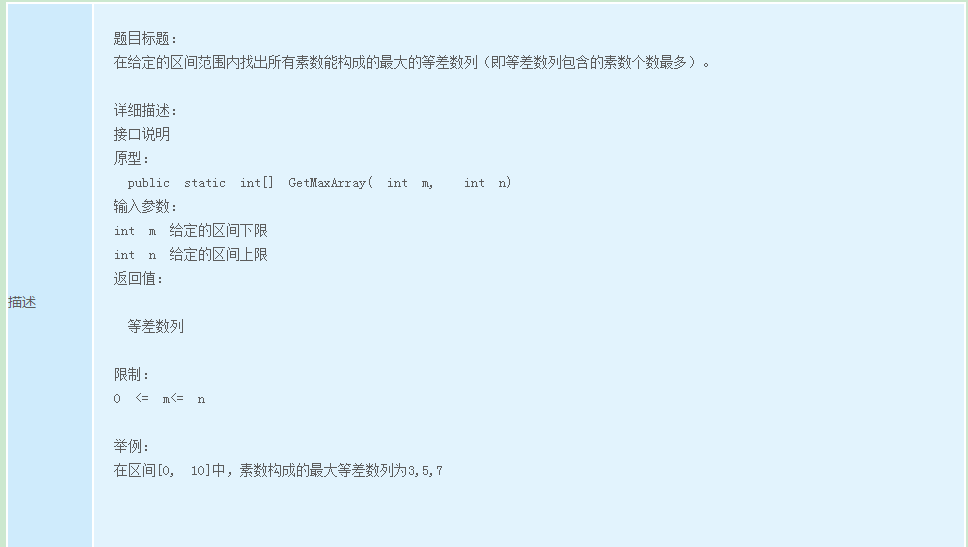 题目标题:
在给定的区间范围内找出所有素数能构成的最大的等差数列（即等差数列包含的素数个数最多）。
详细描述:
接口说明
原型:
public static int[] GetMaxArray( int m, int n)
输入参数:
int m 给定的区间下限
int n 给定的区间上限
返回值:
描述
等差数列
限制:
0 <= m<= n
举例:
在区间[0, 10]中，素数构成的最大等差数列为3,5,7